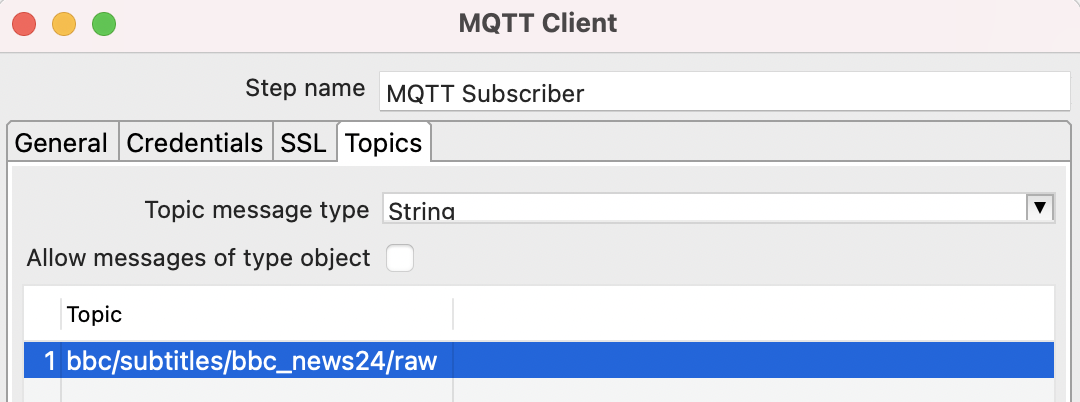 MQTT Client
Step name MQTT Subscriber
General Credentials SSL Topics
Topic message type String
Allow messages of type object
Topic
1 bbc/subtitles/bbc_news24/raw